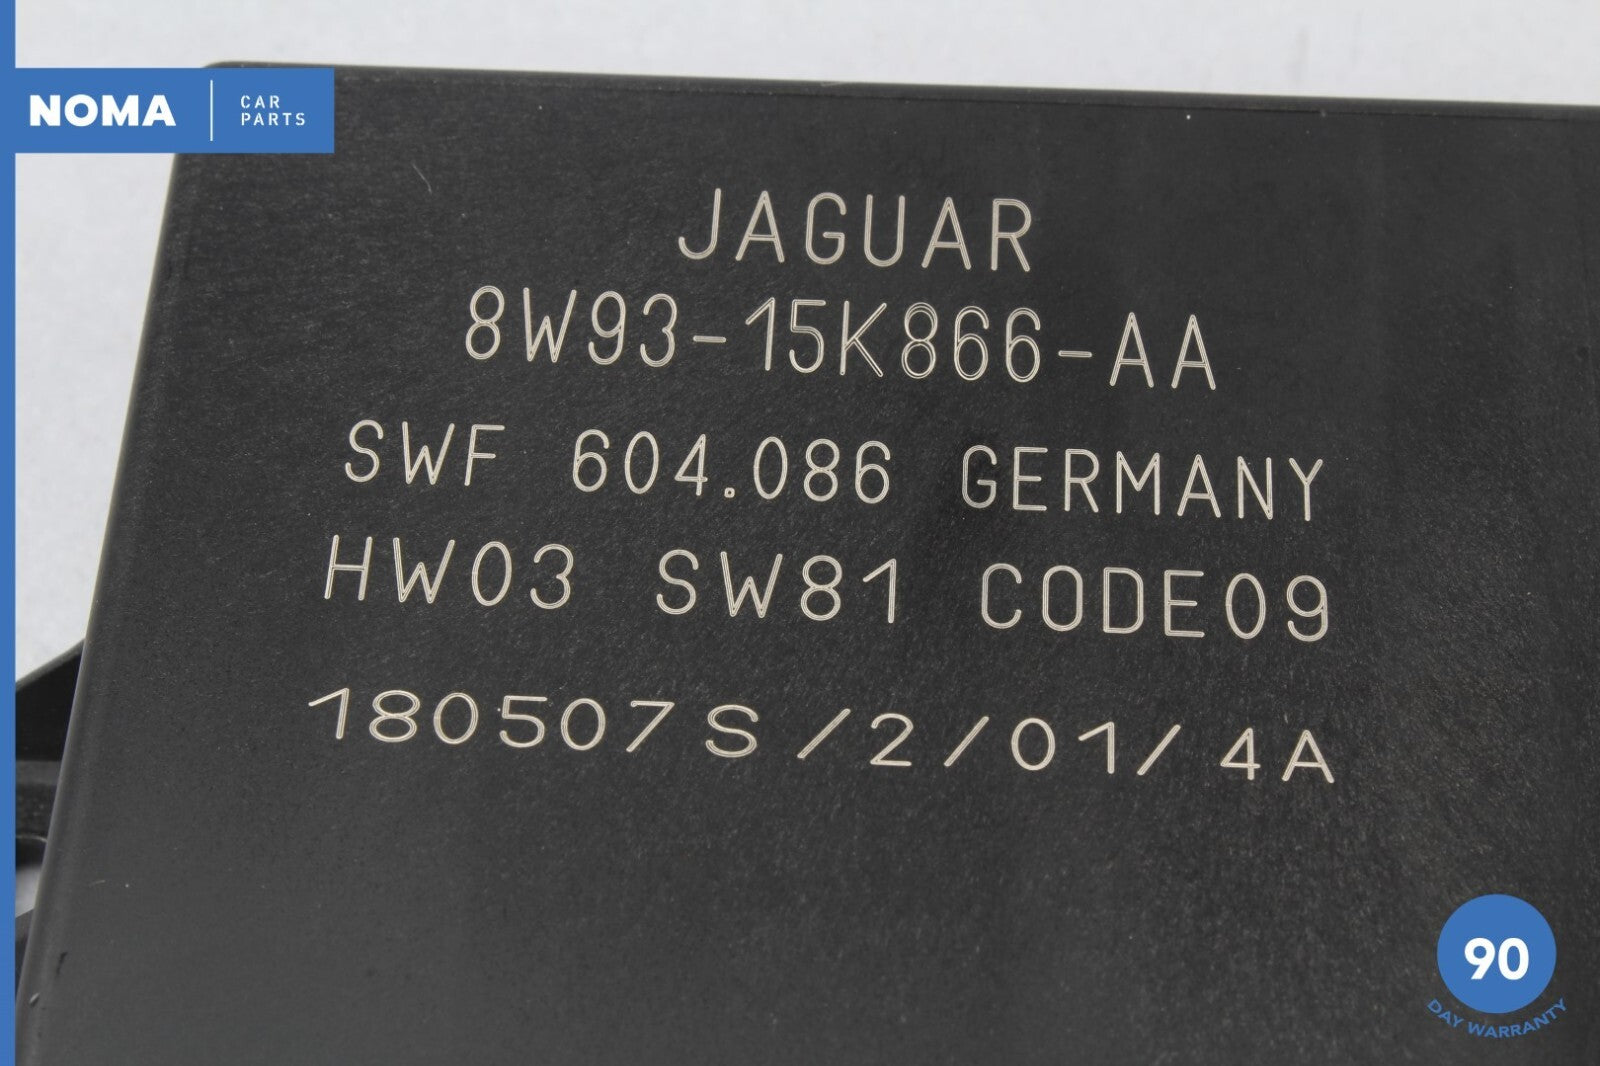 NOMA
CAR
PARTS
JAGUAR
8W93-15K866-AA
SWF 604.086 GERMANY
HW03 SW81 CODE09
180507S/2/01/4A
90
DAY WARRANTY